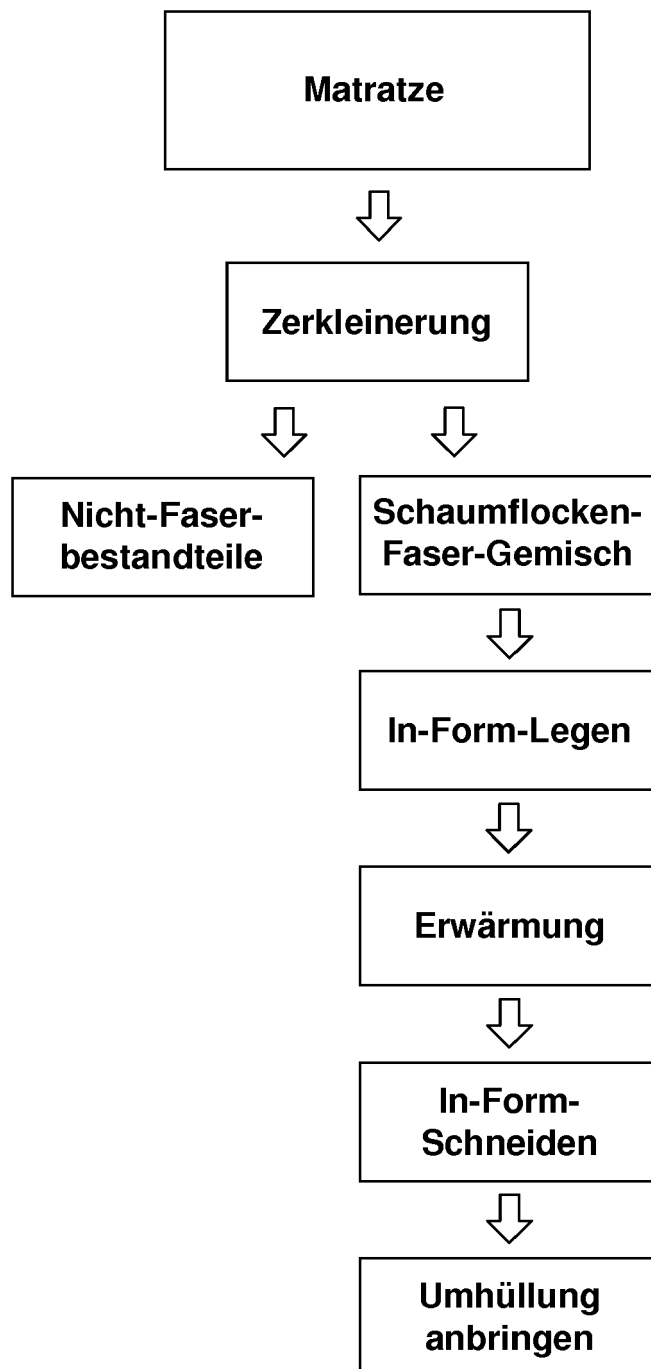 Matratze
Zerkleinerung
Nicht-Faser-
bestandteile
Schaumflocken-
Faser-Gemisch
In-Form-Legen
Erwärmung
In-Form-
Schneiden
Umhüllung
anbringen